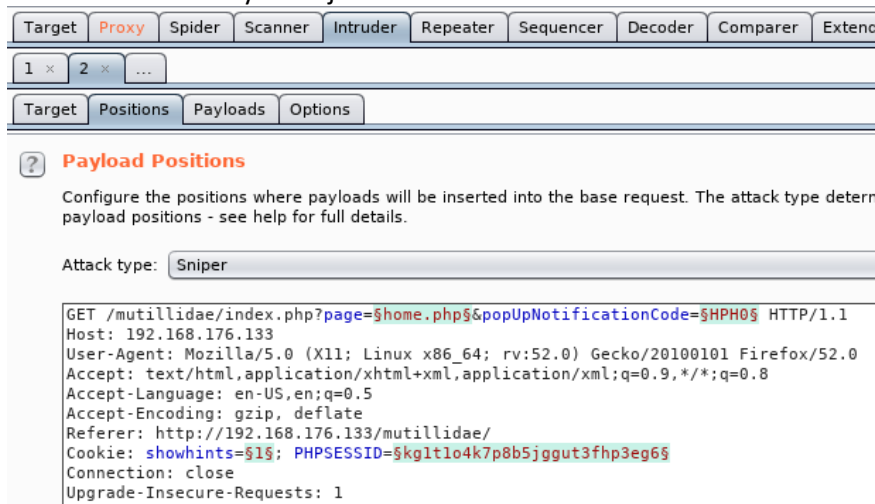 Target Proxy Spider Scanner Intruder Repeater Sequencer Decoder Comparer Extend
1 × 2 × ...
Target Positions Payloads Options
? Payload Positions
Configure the positions where payloads will be inserted into the base request. The attack type deterr
payload positions - see help for full details.
Attack type: Sniper
GET /mutillidae/index.php?page=§home.php§&popUpNotificationCode=§HPH0§ HTTP/1.1
Host: 192.168.176.133
User-Agent: Mozilla/5.0 (X11; Linux x86_64; rv:52.0) Gecko/20100101 Firefox/52.0
Accept: text/html,application/xhtml+xml,application/xml;q=0.9,*/*;q=0.8
Accept-Language: en-US,en;q=0.5
Accept-Encoding: gzip, deflate
Referer: http://192.168.176.133/mutillidae/
Cookie: showhints=§1§; PHPSESSID=§kg1t1o4k7p8b5jggut3fhp3eg6§
Connection: close
Upgrade-Insecure-Requests: 1